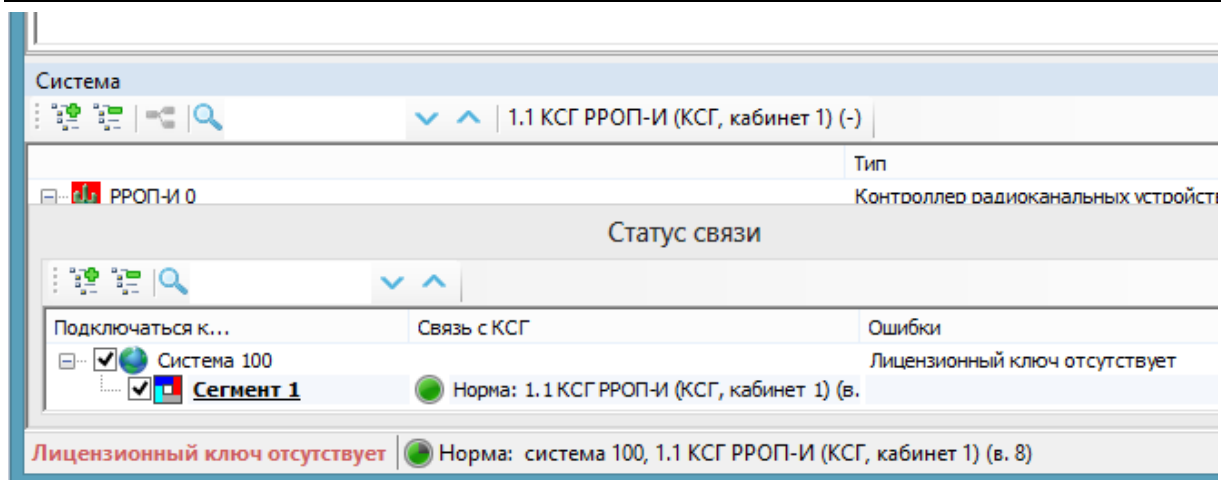 Система
1.1 КСГ РРОП-И (КСГ, кабинет 1) (-)
Тип
РРОП-И 0 Контроллер радиоканальных устройств
Статус связи
Подключаться к... Связь с КСГ Ошибки
Система 100 Лицензионный ключ отсутствует
Сегмент 1 Норма: 1.1 КСГ РРОП-И (КСГ, кабинет 1) (в.
Лицензионный ключ отсутствует Норма: система 100, 1.1 КСГ РРОП-И (КСГ, кабинет 1) (в. 8)